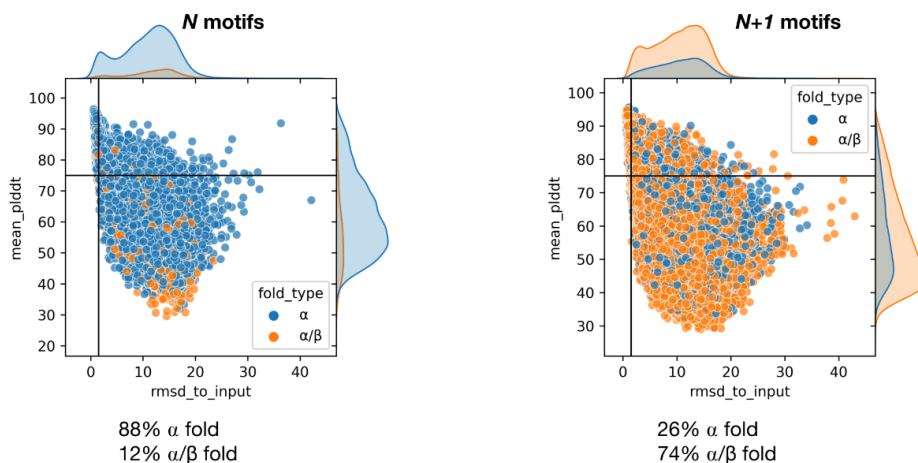 N motifs
100
90
80
70
60
50
40
30
20
mean_plddt
fold_type
α
α/β
0 10 20 30 40
rmsd_to_input
88% α fold
12% α/β fold
N+1 motifs
100
90
80
70
60
50
40
30
mean_plddt
fold_type
α
α/β
0 10 20 30 40
rmsd_to_input
26% α fold
74% α/β fold